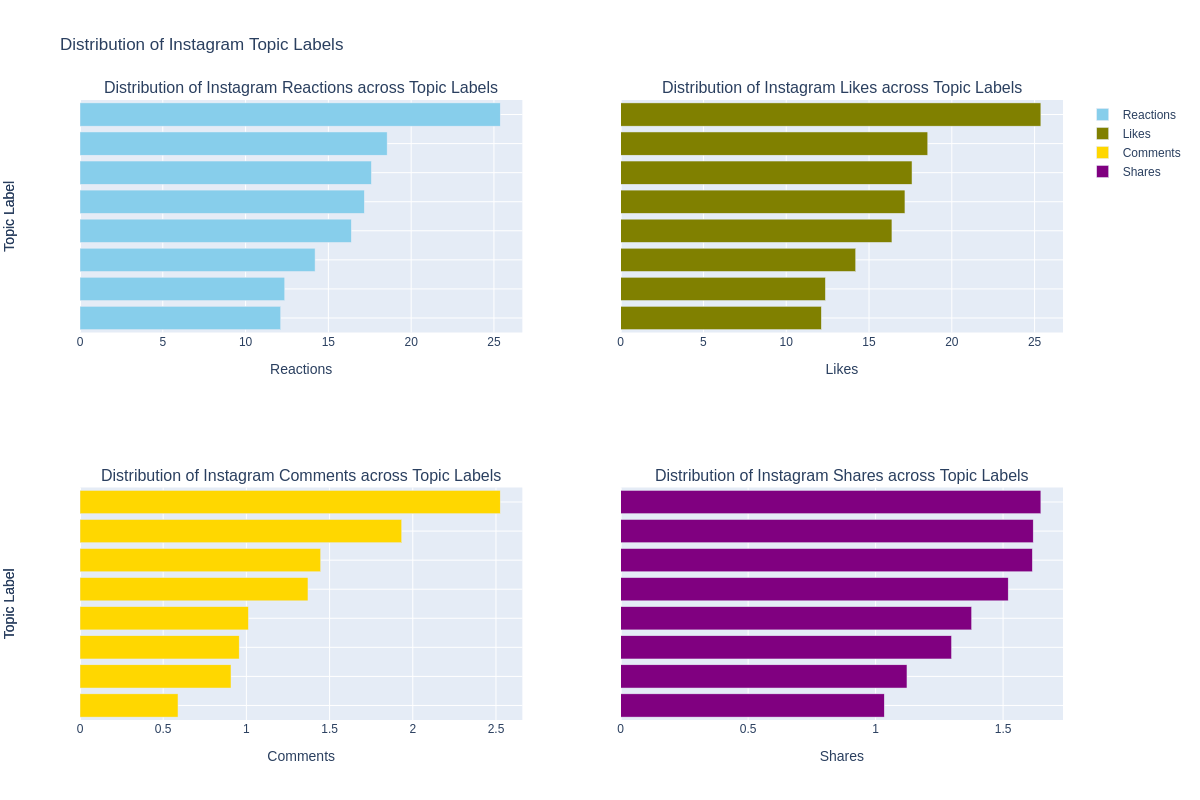 Distribution of Instagram Topic Labels
Distribution of Instagram Reactions across Topic Labels
Topic Label
0 5 10 15 20 25
Reactions
Distribution of Instagram Likes across Topic Labels
0 5 10 15 20 25
Likes
Reactions
Likes
Comments
Shares
Distribution of Instagram Comments across Topic Labels
Topic Label
0 0.5 1 1.5 2 2.5
Comments
Distribution of Instagram Shares across Topic Labels
0 0.5 1 1.5
Shares